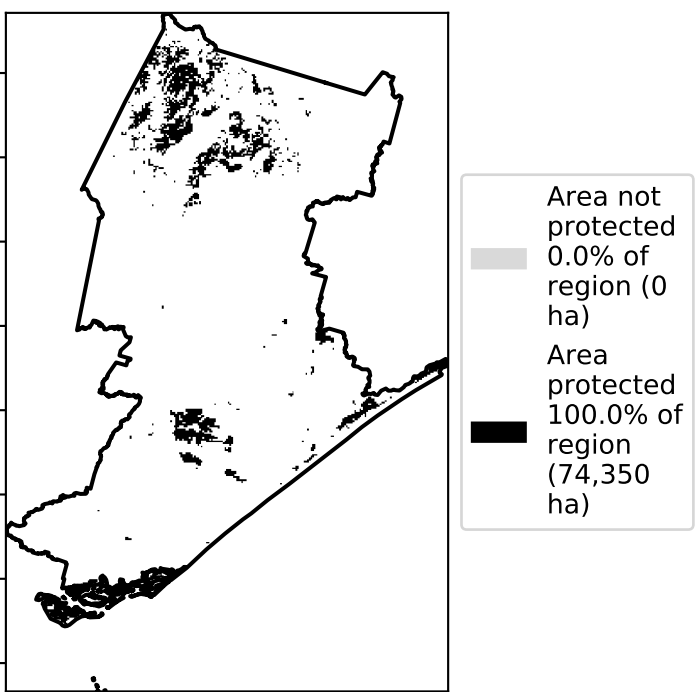 Area not
protected
0.0% of
region (0
ha)
Area
protected
100.0% of
region
(74,350
ha)